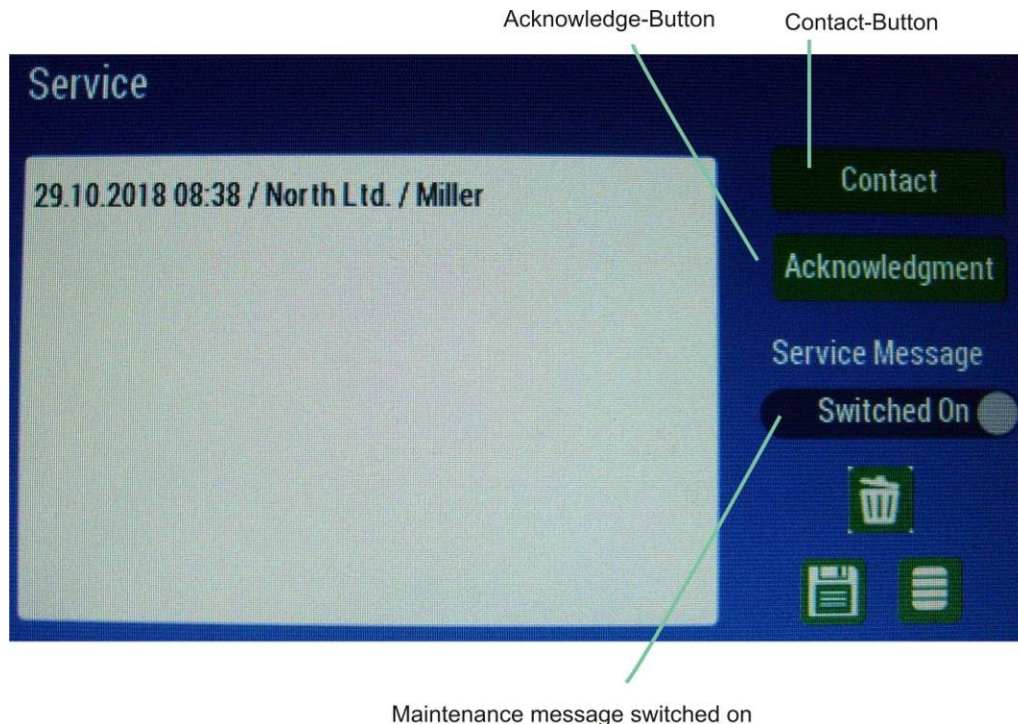 Acknowledge-Button
Contact-Button
Service
29.10.2018 08:38 / North Ltd. / Miller
Contact
Acknowledgment
Service Message
Switched On
Maintenance message switched on